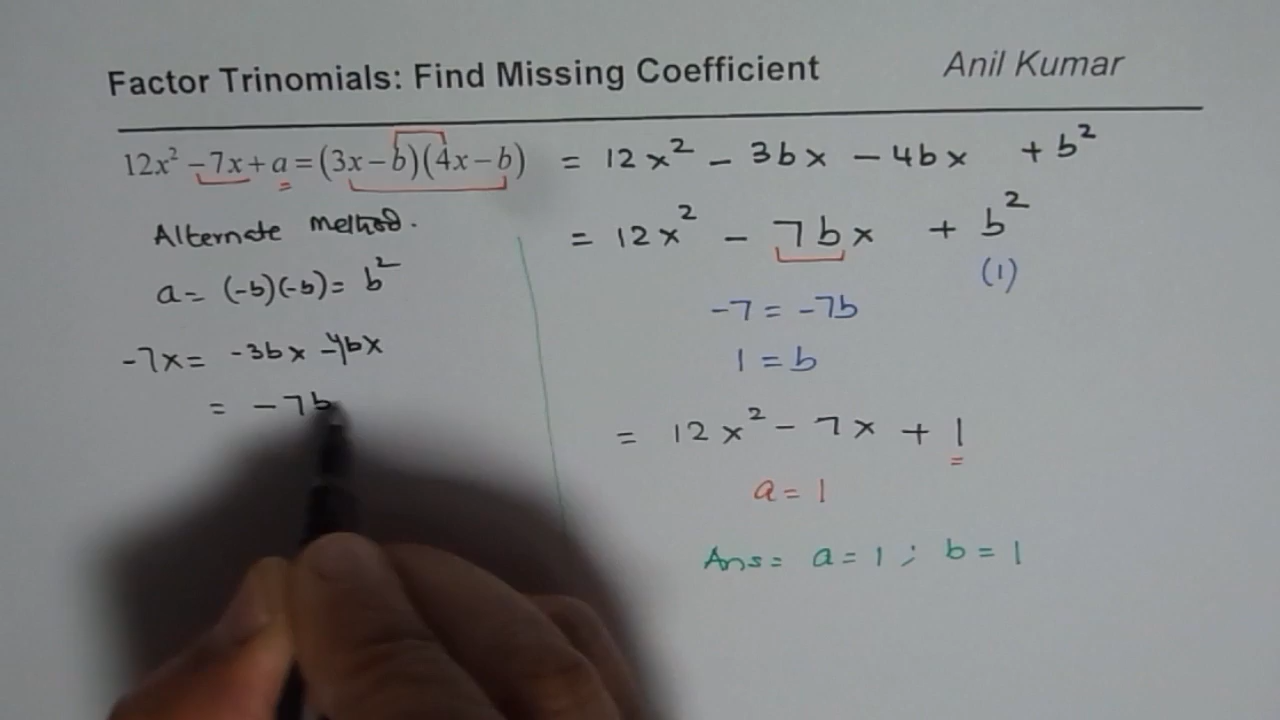 Factor Trinomials: Find Missing Coefficient
Anil Kumar
12x² − 7x + a = (3x − b)(4x − b) = 12x² − 3bx − 4bx + b²
= 12x² − 7bx + b²
(1)
−7 = −7b
1 = b
= 12x² − 7x + 1
a = 1
Ans = a = 1 ; b = 1
Alternate method.
a = (−b)(−b) = b²
−7x = −3bx −4bx
= −7b